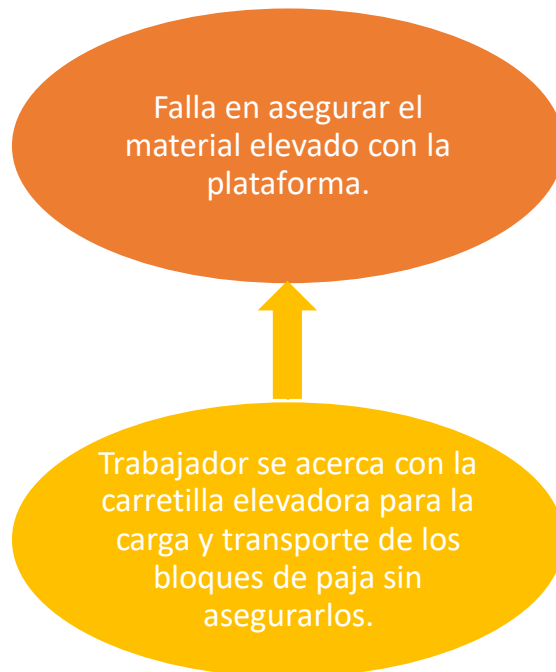 Falla en asegurar el
material elevado con la
plataforma.
Trabajador se acerca con la
carretilla elevadora para la
carga y transporte de los
bloques de paja sin
asegurarlos.